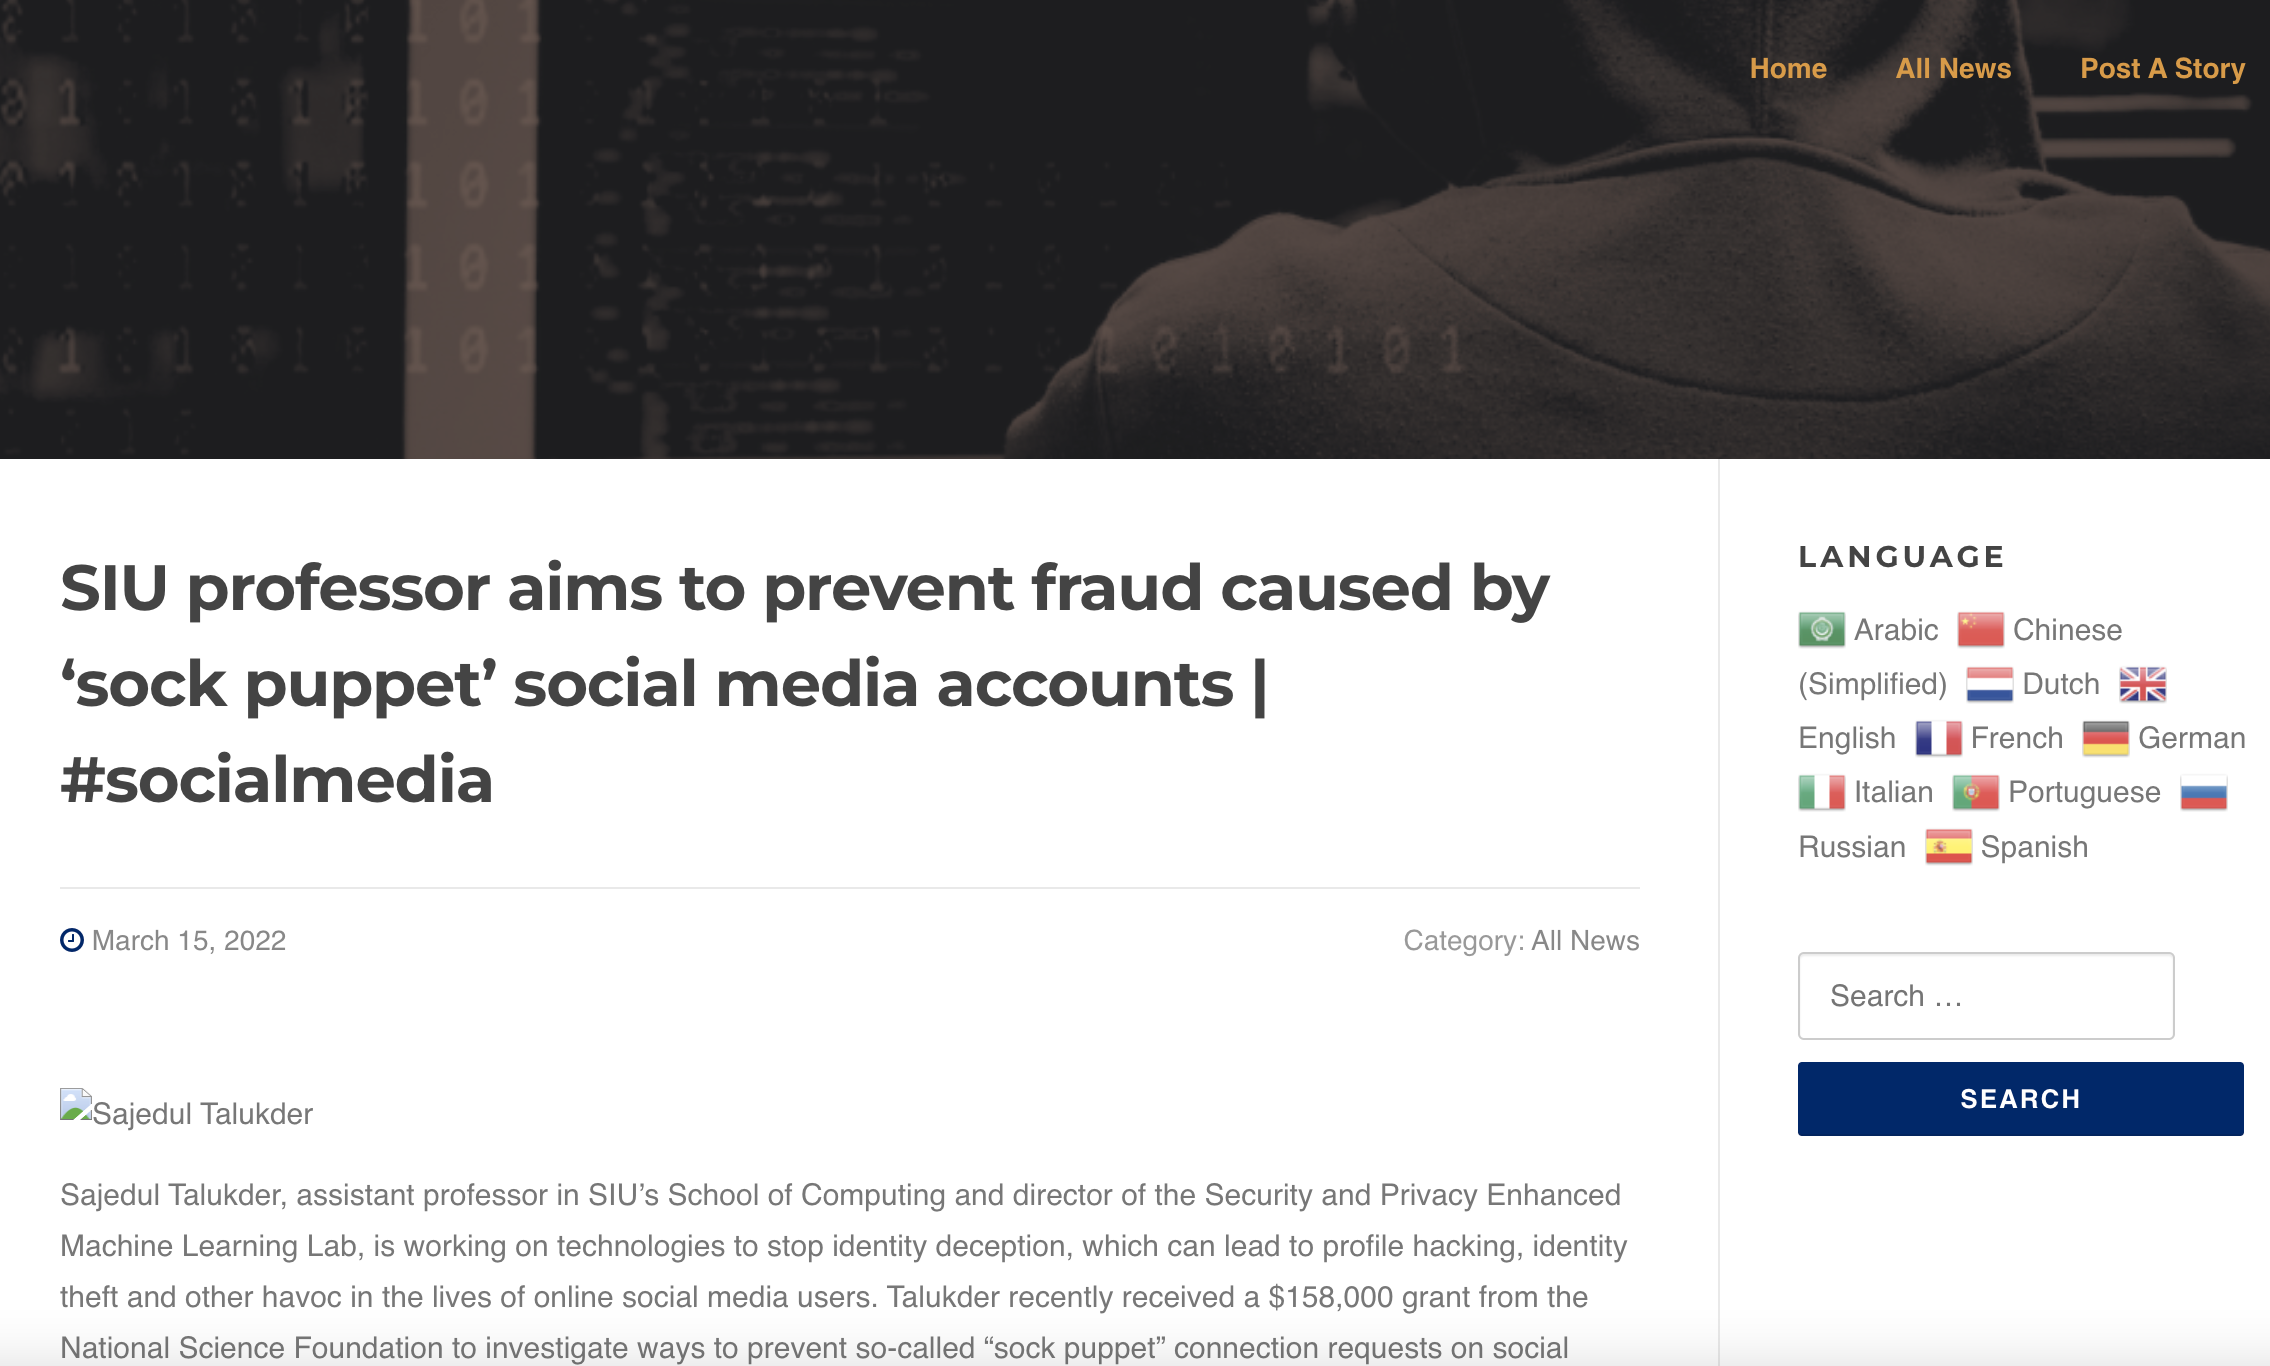 Home All News Post A Story
SIU professor aims to prevent fraud caused by
‘sock puppet’ social media accounts |
#socialmedia
March 15, 2022
Category: All News
Sajedul Talukder
Sajedul Talukder, assistant professor in SIU’s School of Computing and director of the Security and Privacy Enhanced
Machine Learning Lab, is working on technologies to stop identity deception, which can lead to profile hacking, identity
theft and other havoc in the lives of online social media users. Talukder recently received a $158,000 grant from the
National Science Foundation to investigate ways to prevent so-called “sock puppet” connection requests on social
LANGUAGE
Arabic Chinese
(Simplified) Dutch
English French German
Italian Portuguese
Russian Spanish
Search …
SEARCH